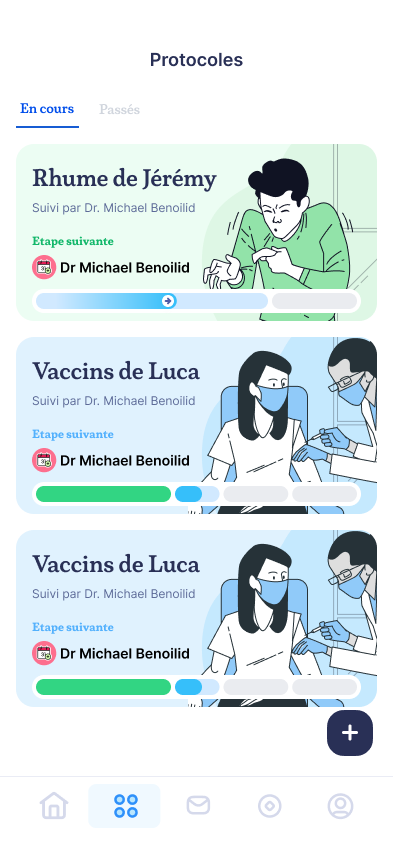 Protocoles
En cours
Passés
Rhume de Jérémy
Suivi par Dr. Michael Benoilid
Etape suivante
Dr Michael Benoilid
Vaccins de Luca
Suivi par Dr. Michael Benoilid
Etape suivante
Dr Michael Benoilid
Vaccins de Luca
Suivi par Dr. Michael Benoilid
Etape suivante
Dr Michael Benoilid